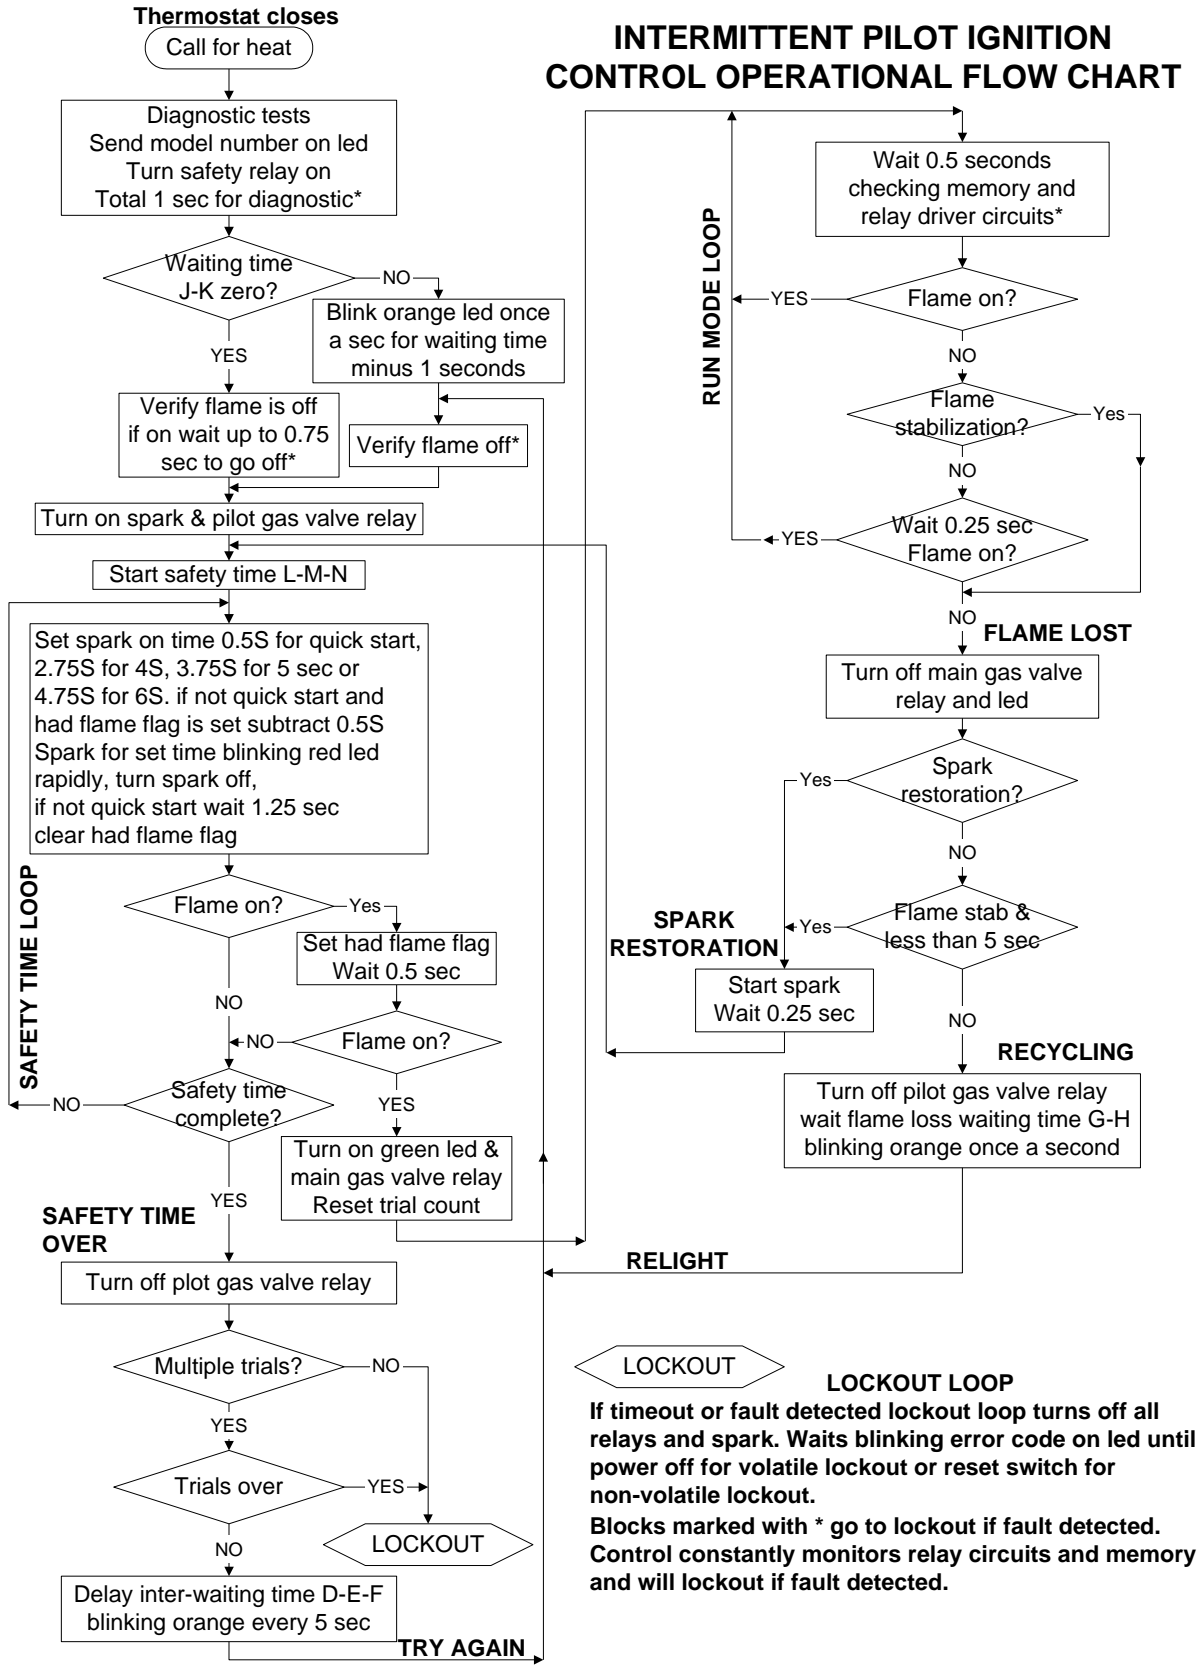 Thermostat closes
Call for heat
INTERMITTENT PILOT IGNITION
CONTROL OPERATIONAL FLOW CHART
Diagnostic tests
Send model number on led
Turn safety relay on
Total 1 sec for diagnostic*
Waiting time
J-K zero?
NO
YES
Blink orange led once
a sec for waiting time
minus 1 seconds
Verify flame is off
if on wait up to 0.75
sec to go off*
Verify flame off*
Turn on spark & pilot gas valve relay
Start safety time L-M-N
Set spark on time 0.5S for quick start,
2.75S for 4S, 3.75S for 5 sec or
4.75S for 6S. if not quick start and
had flame flag is set subtract 0.5S
Spark for set time blinking red led
rapidly, turn spark off,
if not quick start wait 1.25 sec
clear had flame flag
SAFETY TIME LOOP
Flame on?
Yes
Set had flame flag
Wait 0.5 sec
NO
Flame on?
NO
Safety time
complete?
NO
YES
Turn on green led &
main gas valve relay
Reset trial count
YES
SAFETY TIME
OVER
Turn off plot gas valve relay
Multiple trials?
NO
YES
Trials over
YES
NO
LOCKOUT
Delay inter-waiting time D-E-F
blinking orange every 5 sec
TRY AGAIN
Wait 0.5 seconds
checking memory and
relay driver circuits*
RUN MODE LOOP
Flame on?
YES
NO
Flame
stabilization?
Yes
NO
Wait 0.25 sec
Flame on?
YES
NO
FLAME LOST
Turn off main gas valve
relay and led
Spark
restoration?
Yes
NO
Flame stab &
less than 5 sec
Yes
SPARK
RESTORATION
Start spark
Wait 0.25 sec
NO
RECYCLING
Turn off pilot gas valve relay
wait flame loss waiting time G-H
blinking orange once a second
RELIGHT
LOCKOUT
LOCKOUT LOOP
If timeout or fault detected lockout loop turns off all
relays and spark. Waits blinking error code on led until
power off for volatile lockout or reset switch for
non-volatile lockout.
Blocks marked with * go to lockout if fault detected.
Control constantly monitors relay circuits and memory
and will lockout if fault detected.